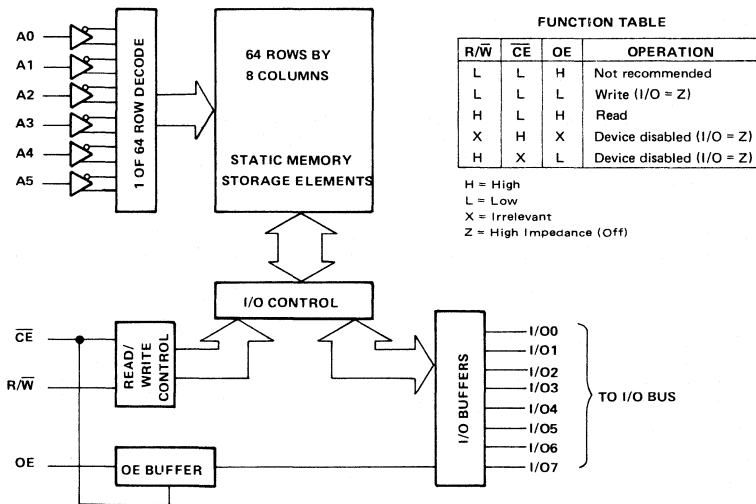 A0
A1
A2
A3
A4
A5
1 OF 64 ROW DECODE
64 ROWS BY
8 COLUMNS
STATIC MEMORY
STORAGE ELEMENTS
FUNCTION TABLE
R/W̅ C̅E̅ OE OPERATION
L L H Not recommended
L L L Write (I/O = Z)
H L H Read
X H X Device disabled (I/O = Z)
H X L Device disabled (I/O = Z)
H = High
L = Low
X = Irrelevant
Z = High Impedance (Off)
I/O CONTROL
C̅E̅
R/W̅
READ/
WRITE
CONTROL
OE
OE BUFFER
I/O BUFFERS
I/O0
I/O1
I/O2
I/O3
I/O4
I/O5
I/O6
I/O7
TO I/O BUS